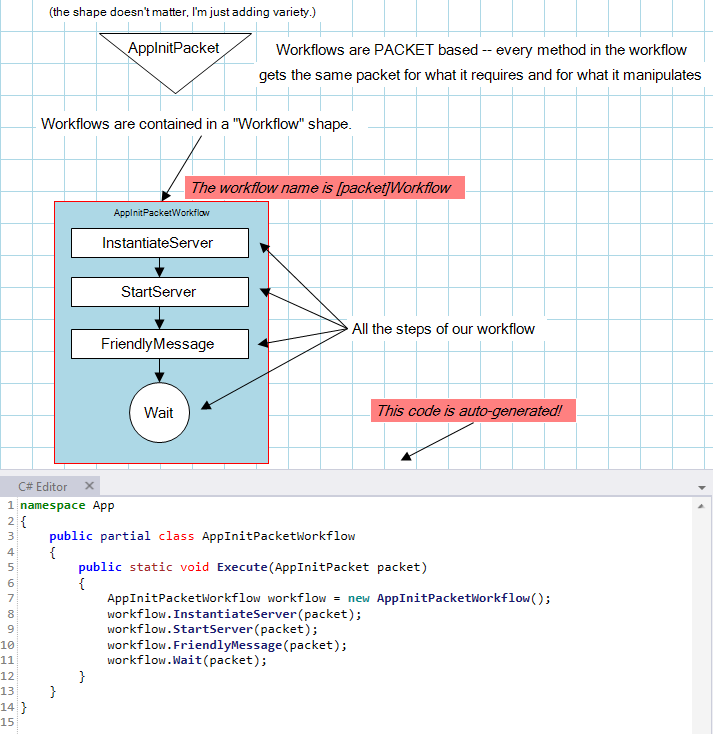 (the shape doesn't matter, I'm just adding variety.)
AppInitPacket
Workflows are PACKET based -- every method in the workflow
gets the same packet for what it requires and for what it manipulates
Workflows are contained in a "Workflow" shape.
The workflow name is [packet]Workflow
AppInitPacketWorkflow
InstantiateServer
StartServer
FriendlyMessage
All the steps of our workflow
Wait
This code is auto-generated!
C# Editor
1 namespace App
2 {
3     public partial class AppInitPacketWorkflow
4     {
5         public static void Execute(AppInitPacket packet)
6         {
7             AppInitPacketWorkflow workflow = new AppInitPacketWorkflow();
8             workflow.InstantiateServer(packet);
9             workflow.StartServer(packet);
10             workflow.FriendlyMessage(packet);
11             workflow.Wait(packet);
12         }
13     }
14 }
15